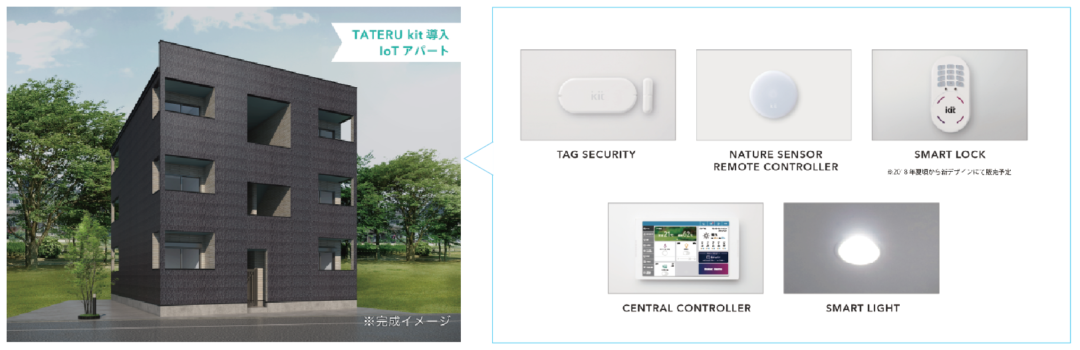 TATERU kit 導入
IoT アパート
※完成イメージ
kit
TAG SECURITY
NATURE SENSOR
REMOTE CONTROLLER
kit
SMART LOCK
※2018年夏頃から新デザインにて販売予定
CENTRAL CONTROLLER
SMART LIGHT